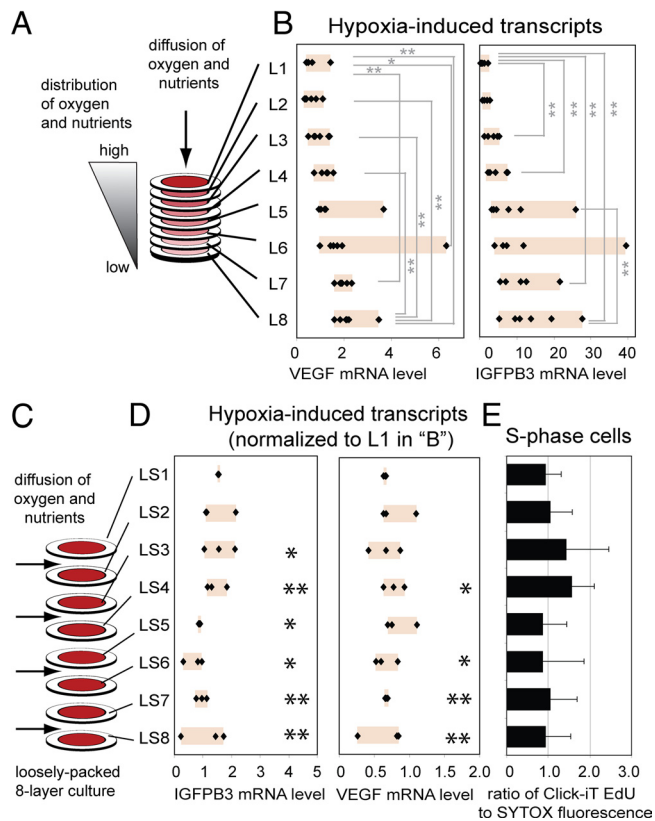 A
diffusion of
oxygen and
nutrients
distribution
of oxygen
and nutrients
high
low
L1
L2
L3
L4
L5
L6
L7
L8
B
Hypoxia-induced transcripts
**
*
**
**
**
**
0 2 4 6
VEGF mRNA level
**
**
**
**
**
0 10 20 30 40
IGFPB3 mRNA level
C
diffusion of
oxygen and
nutrients
loosely-packed
8-layer culture
D
Hypoxia-induced transcripts
(normalized to L1 in “B”)
LS1
LS2
LS3
*
LS4
** *
LS5
*
LS6
* *
LS7
** **
LS8
** **
0 1 2 3 4 5
IGFPB3 mRNA level
0 0.5 1.0 1.5 2.0
VEGF mRNA level
E
S-phase cells
0 1.0 2.0 3.0
ratio of Click-iT EdU
to SYTOX fluorescence